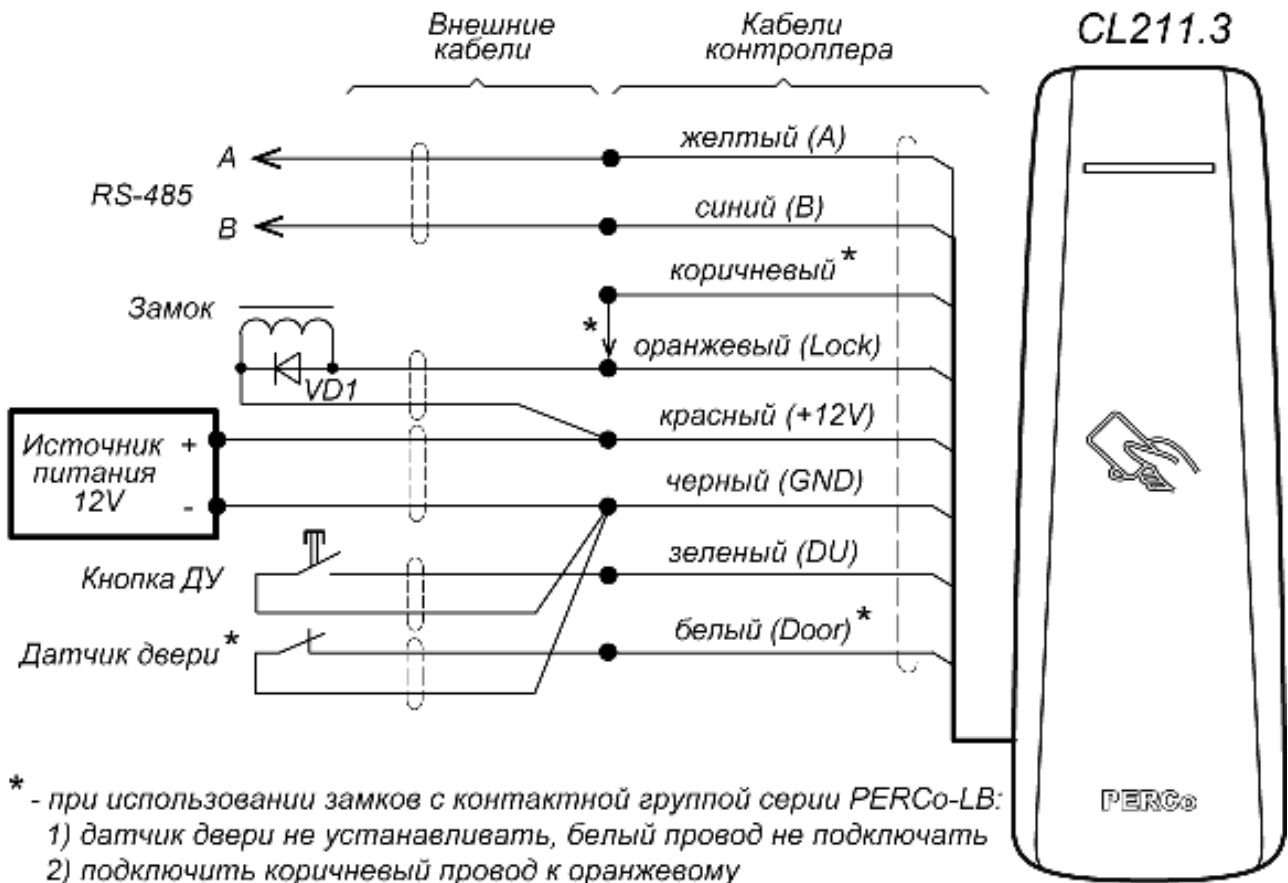 Внешние
кабели
Кабели
контроллера
CL211.3
A
RS-485
B
желтый (A)
синий (B)
коричневый *
*
Замок
VD1
оранжевый (Lock)
красный (+12V)
Источник +
питания
12V -
черный (GND)
Кнопка ДУ
зеленый (DU)
Датчик двери *
белый (Door) *
PERCo
* - при использовании замков с контактной группой серии PERCo-LB:
1) датчик двери не устанавливать, белый провод не подключать
2) подключить коричневый провод к оранжевому